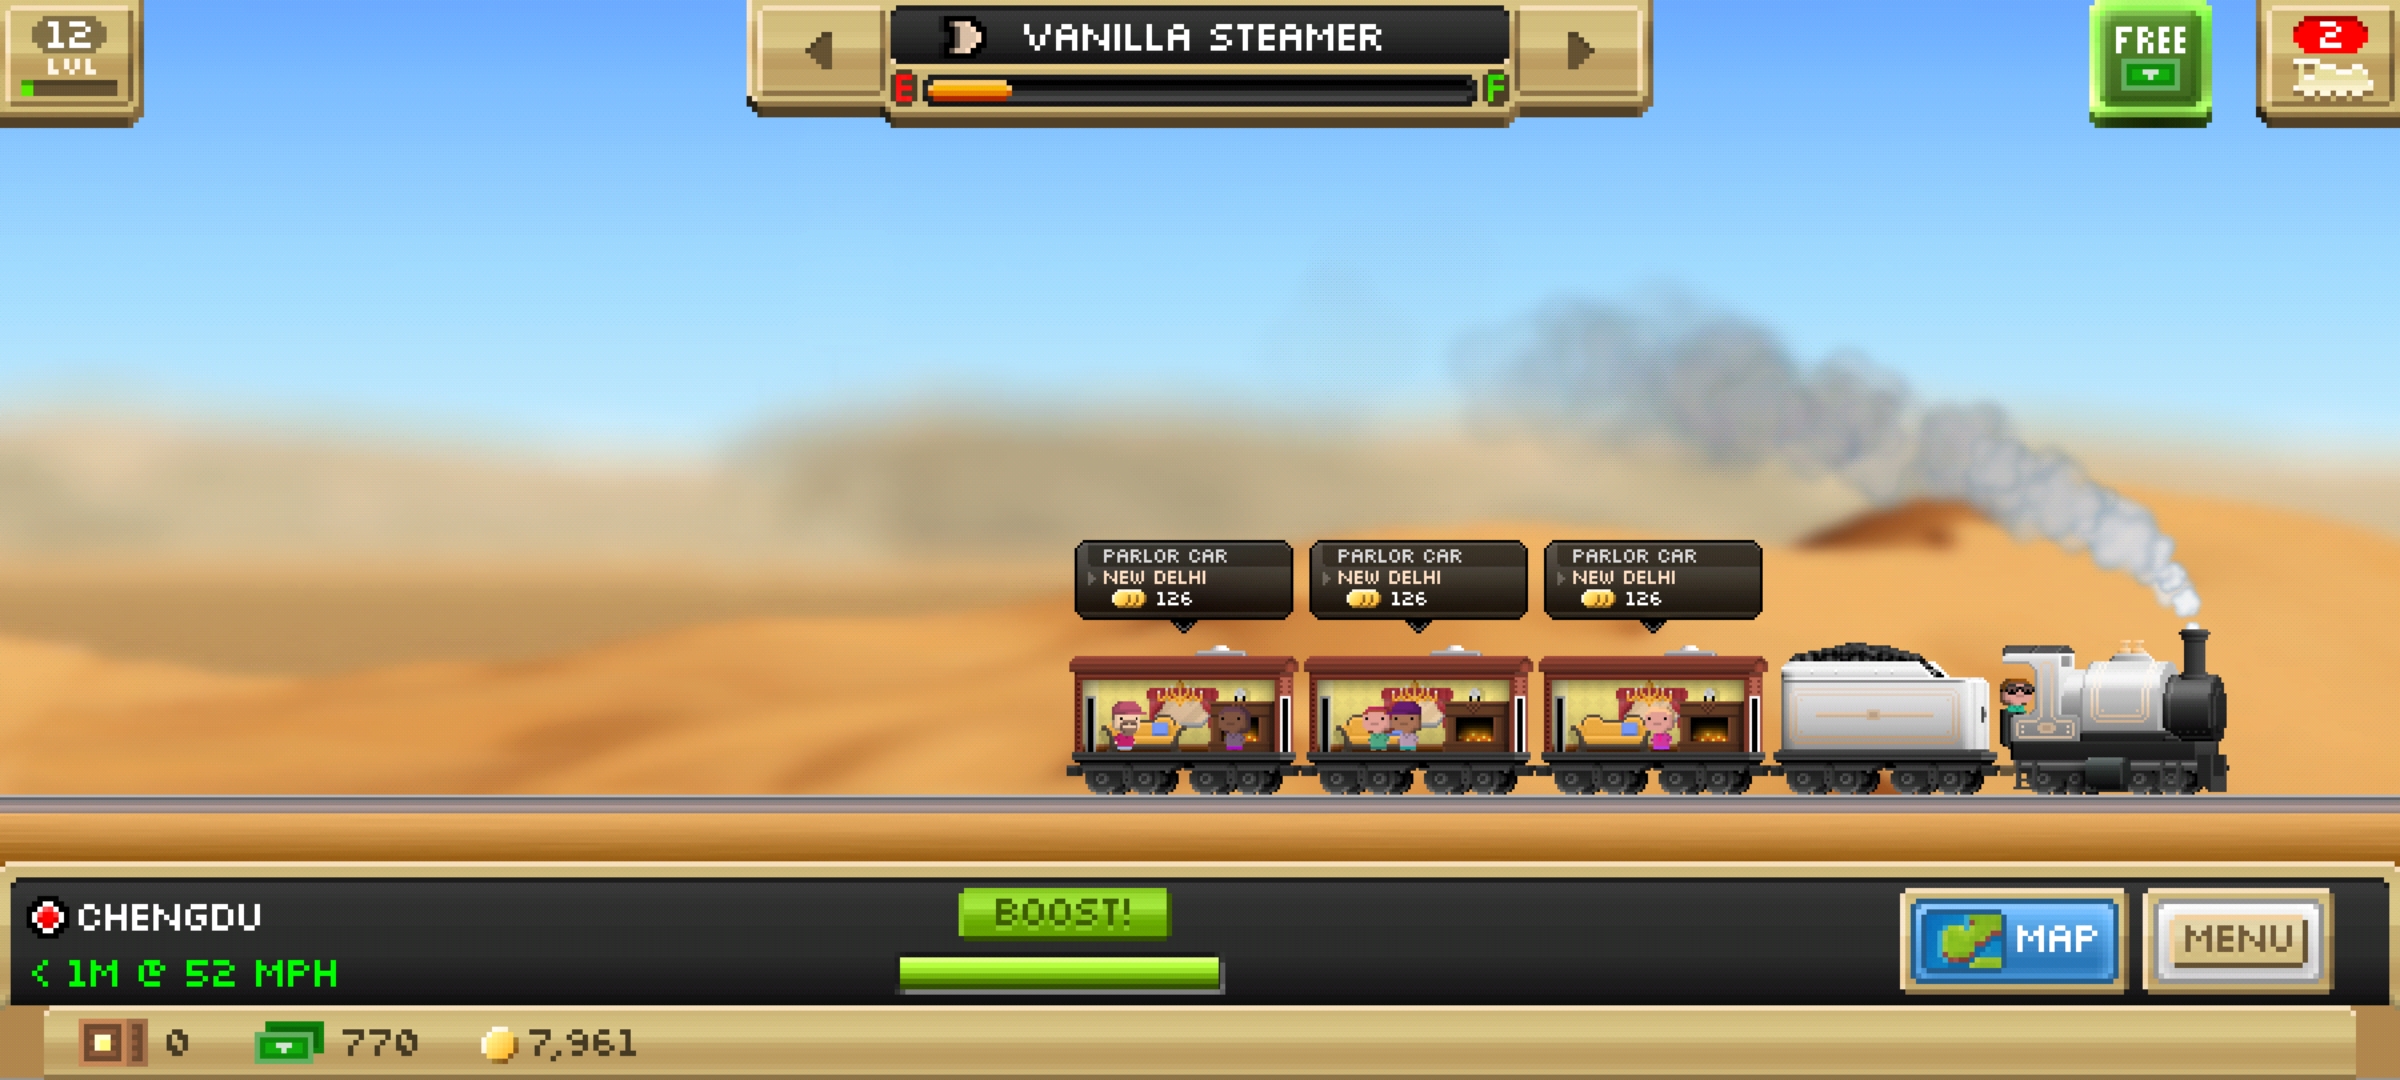 12
LVL
VANILLA STEAMER
E
F
FREE
2
PARLOR CAR
NEW DELHI
126
PARLOR CAR
NEW DELHI
126
PARLOR CAR
NEW DELHI
126
CHENGDU
< 1M @ 52 MPH
BOOST!
MAP
MENU
0
770
7,961